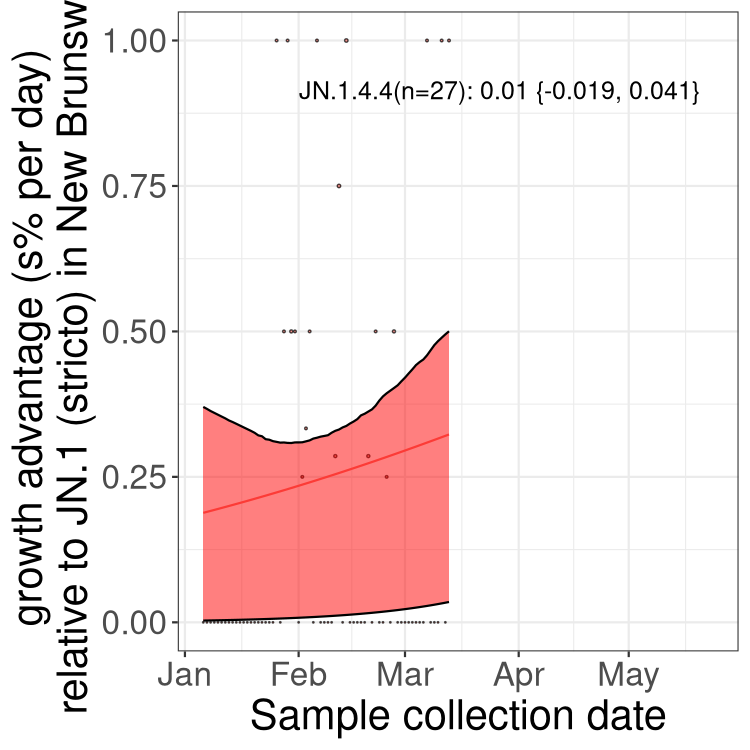 growth advantage (s% per day)
relative to JN.1 (stricto) in New Brunsw
1.00
0.75
0.50
0.25
0.00
JN.1.4.4(n=27): 0.01 {-0.019, 0.041}
Jan Feb Mar Apr May
Sample collection date